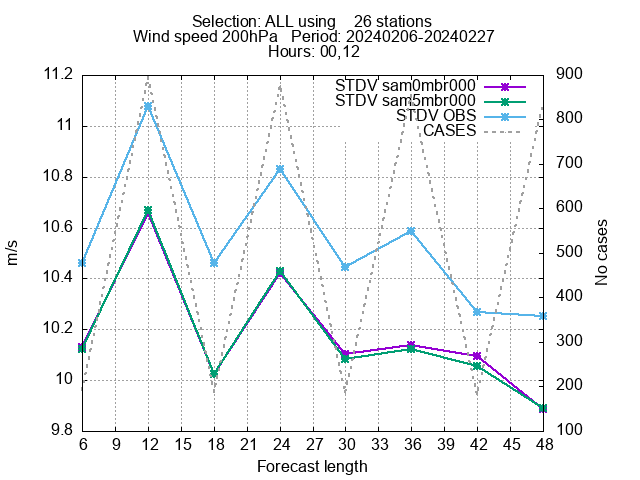 Selection: ALL using    26 stations
Wind speed 200hPa   Period: 20240206-20240227
Hours: 00,12
STDV sam0mbr000
STDV sam5mbr000
STDV OBS
CASES
11.2
11
10.8
10.6
10.4
10.2
10
9.8
m/s
900
800
700
600
500
400
300
200
100
No cases
6 9 12 15 18 21 24 27 30 33 36 39 42 45 48
Forecast length